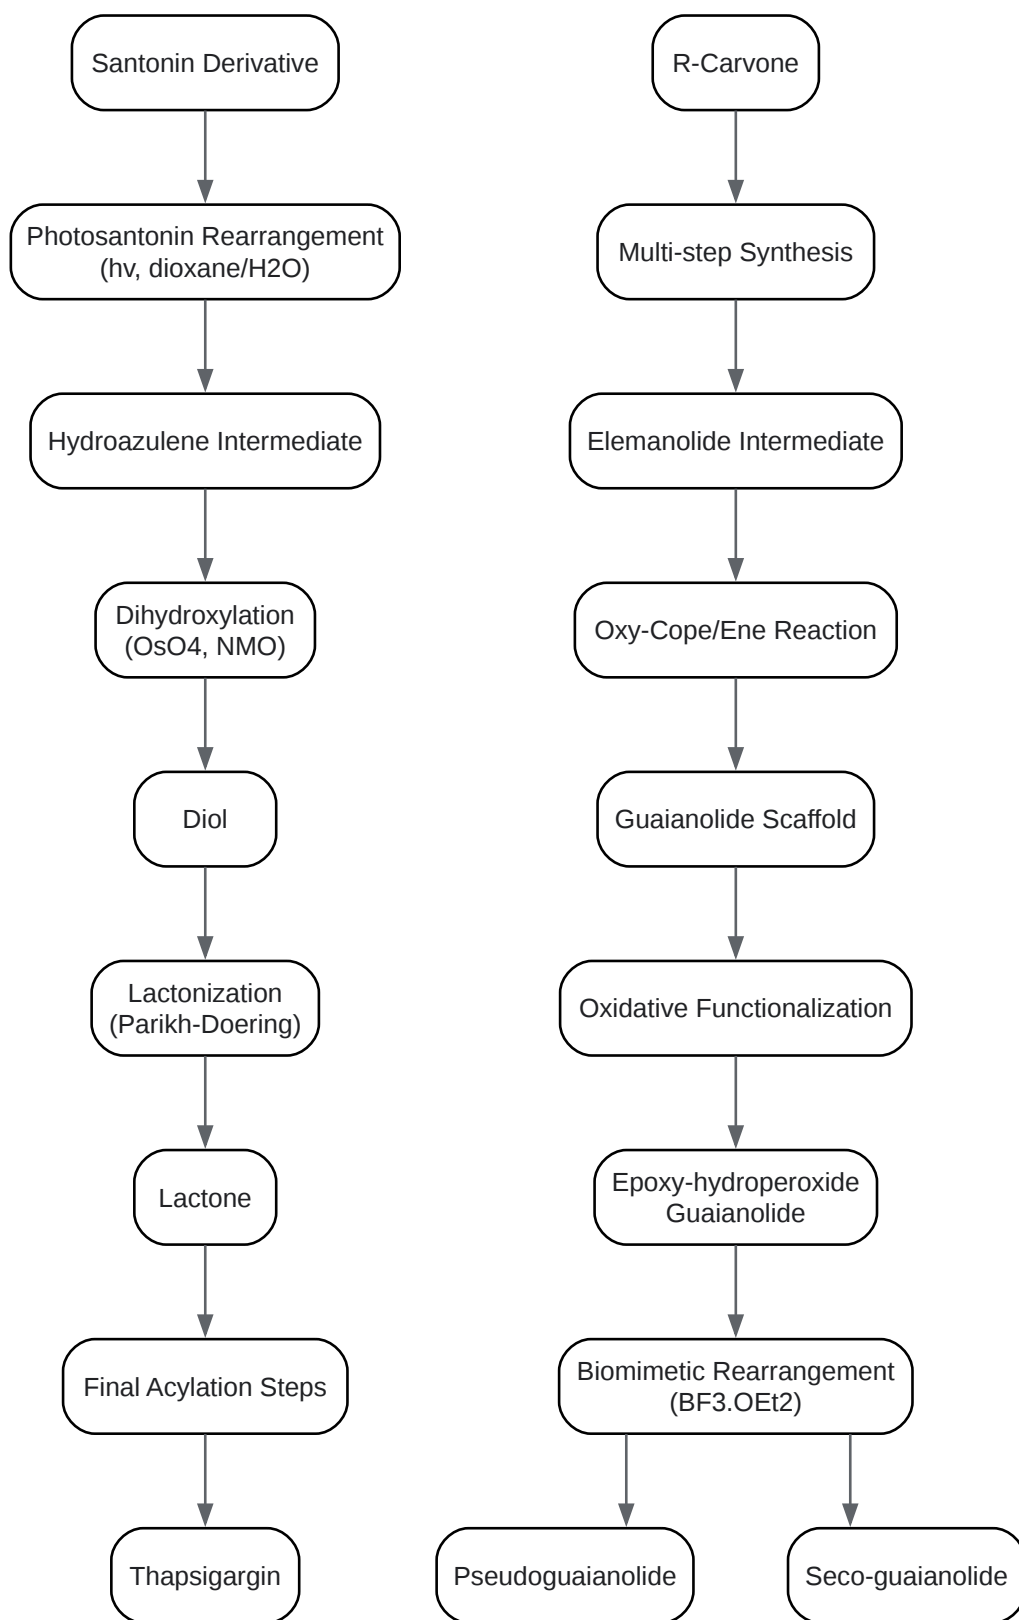 Santonin Derivative
Photosantonin Rearrangement
(hv, dioxane/H2O)
Hydroazulene Intermediate
Dihydroxylation
(OsO4, NMO)
Diol
Lactonization
(Parikh-Doering)
Lactone
Final Acylation Steps
Thapsigargin
R-Carvone
Multi-step Synthesis
Elemanolide Intermediate
Oxy-Cope/Ene Reaction
Guaianolide Scaffold
Oxidative Functionalization
Epoxy-hydroperoxide
Guaianolide
Biomimetic Rearrangement
(BF3.OEt2)
Pseudoguaianolide
Seco-guaianolide